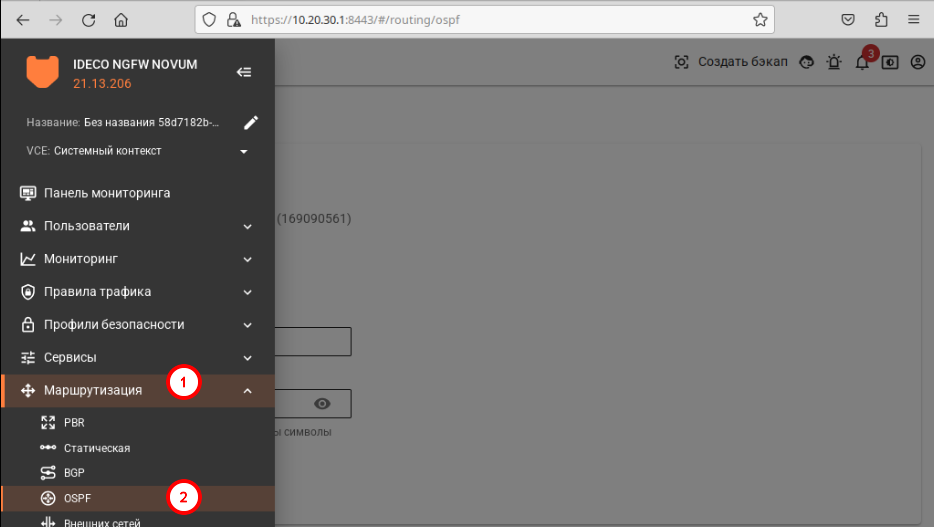 https://10.20.30.1:8443/#/routing/ospf
IDECO NGFW NOVUM
21.13.206
Создать бэкап
3
Название: Без названия 58d7182b-...
VCE: Системный контекст
Панель мониторинга
Пользователи
(169090561)
Мониторинг
Правила трафика
Профили безопасности
Сервисы
Маршрутизация
1
PBR
ы символы
Статическая
BGP
OSPF
2
Внешних сетей